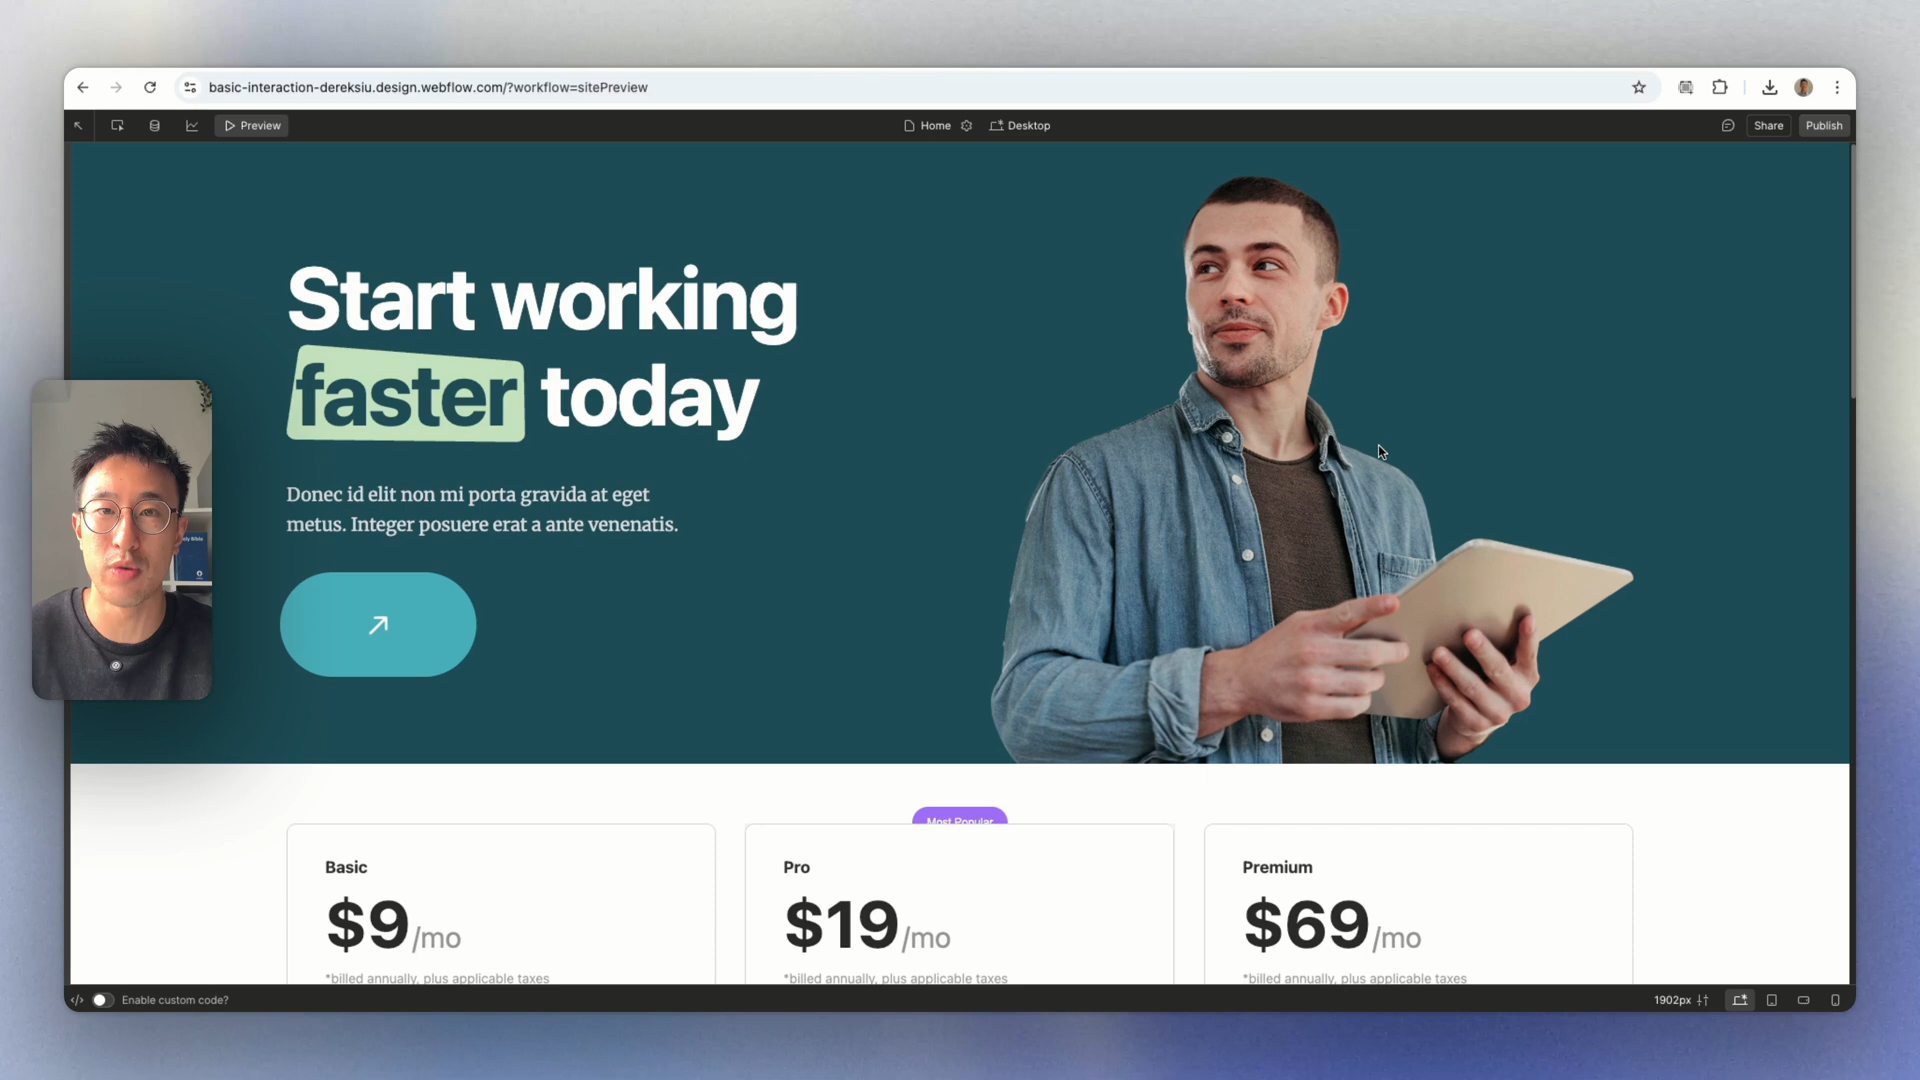 basic-interaction-dereksiu.design.webflow.com/?workflow=sitePreview
Preview
Home
Desktop
Share
Publish
Start working
faster today
Donec id elit non mi porta gravida at eget
metus. Integer posuere erat a ante venenatis.
Holy Bible
Most Popular
Basic
$9/mo
*billed annually, plus applicable taxes
Pro
$19/mo
*billed annually, plus applicable taxes
Premium
$69/mo
*billed annually, plus applicable taxes
Enable custom code?
1902px